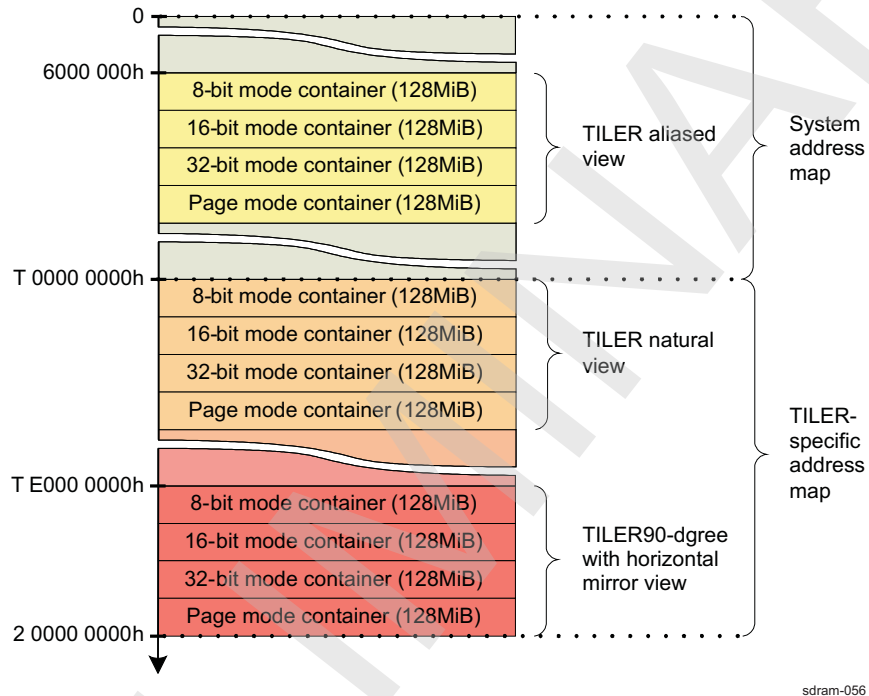 0
6000 000h
8-bit mode container (128MiB)
16-bit mode container (128MiB)
32-bit mode container (128MiB)
Page mode container (128MiB)
TILER aliased
view
System
address
map
T 0000 0000h
8-bit mode container (128MiB)
16-bit mode container (128MiB)
32-bit mode container (128MiB)
Page mode container (128MiB)
TILER natural
view
TILER-
specific
address
map
T E000 0000h
8-bit mode container (128MiB)
16-bit mode container (128MiB)
32-bit mode container (128MiB)
Page mode container (128MiB)
TILER90-dgree
with horizontal
mirror view
2 0000 0000h
sdram-056